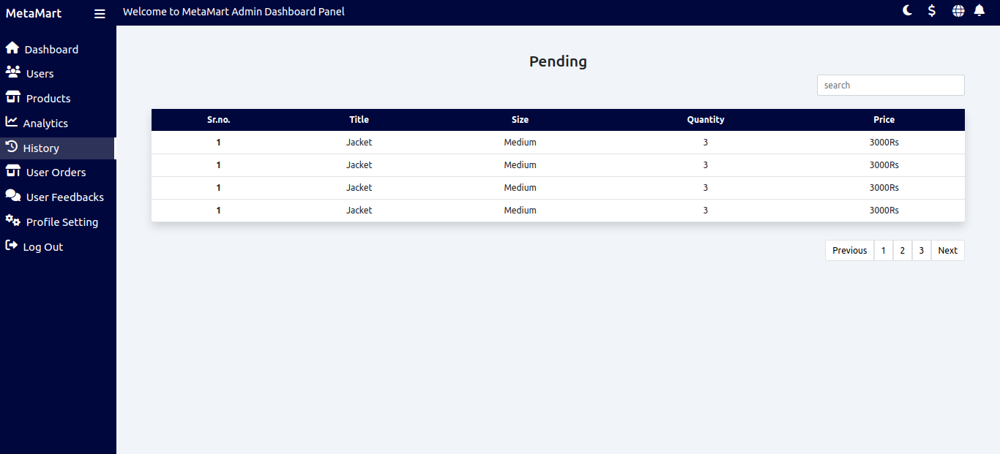 MetaMart
Welcome to MetaMart Admin Dashboard Panel
Dashboard
Users
Products
Analytics
History
User Orders
User Feedbacks
Profile Setting
Log Out
Pending
search
Sr.no. Title Size Quantity Price
1 Jacket Medium 3 3000Rs
1 Jacket Medium 3 3000Rs
1 Jacket Medium 3 3000Rs
1 Jacket Medium 3 3000Rs
Previous 1 2 3 Next